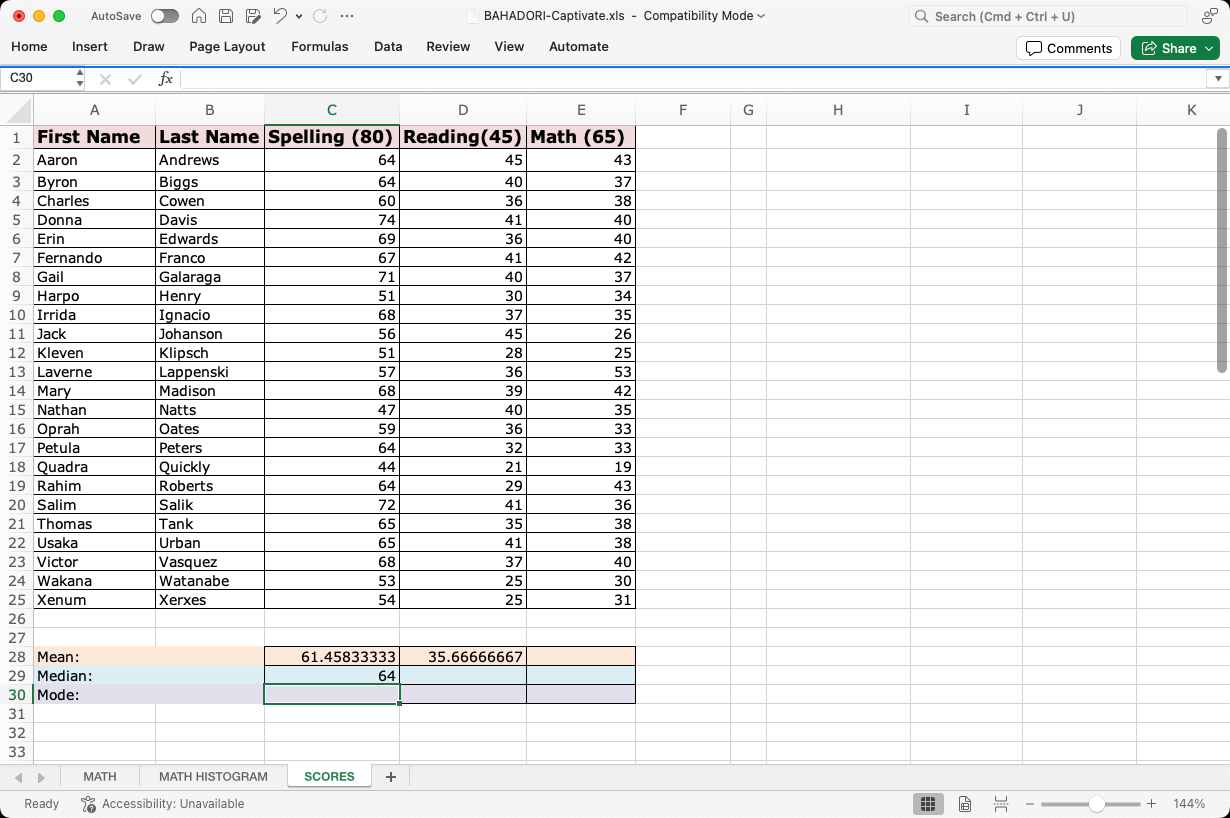 AutoSave BAHADORI-Captivate.xls - Compatibility Mode Search (Cmd + Ctrl + U)
Home Insert Draw Page Layout Formulas Data Review View Automate Comments Share
C30 fx
A B C D E F G H I J K
1 First Name Last Name Spelling (80) Reading(45) Math (65)
2 Aaron Andrews 64 45 43
3 Byron Biggs 64 40 37
4 Charles Cowen 60 36 38
5 Donna Davis 74 41 40
6 Erin Edwards 69 36 40
7 Fernando Franco 67 41 42
8 Gail Galaraga 71 40 37
9 Harpo Henry 51 30 34
10 Irrida Ignacio 68 37 35
11 Jack Johanson 56 45 26
12 Kleven Klipsch 51 28 25
13 Laverne Lappenski 57 36 53
14 Mary Madison 68 39 42
15 Nathan Natts 47 40 35
16 Oprah Oates 59 36 33
17 Petula Peters 64 32 33
18 Quadra Quickly 44 21 19
19 Rahim Roberts 64 29 43
20 Salim Salik 72 41 36
21 Thomas Tank 65 35 38
22 Usaka Urban 65 41 38
23 Victor Vasquez 68 37 40
24 Wakana Watanabe 53 25 30
25 Xenum Xerxes 54 25 31
26
27
28 Mean: 61.45833333 35.66666667
29 Median: 64
30 Mode:
31
32
33
MATH MATH HISTOGRAM SCORES +
Ready Accessibility: Unavailable - + 144%